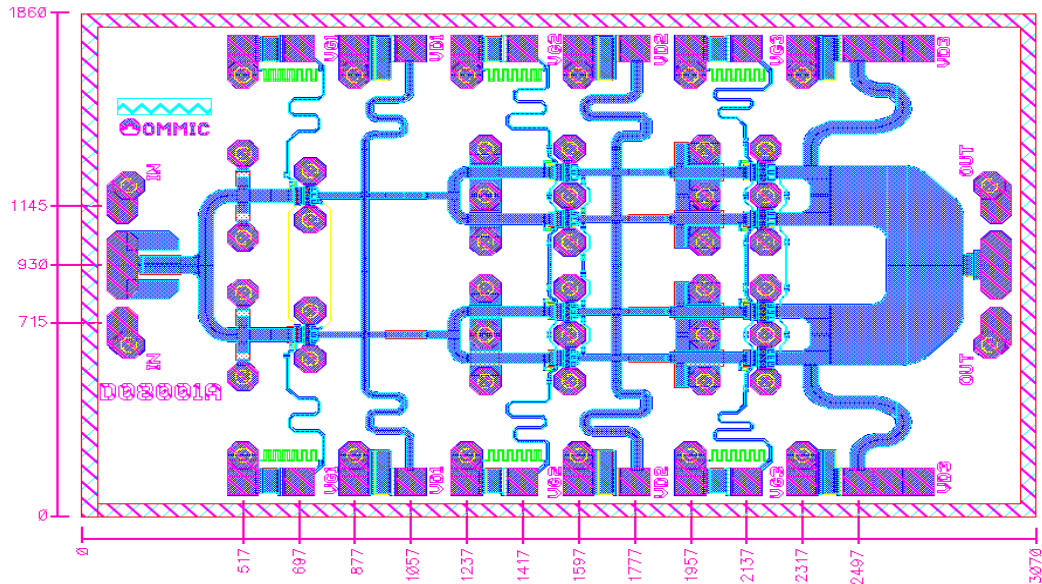 1860
VG1
VD1
VG2
VD2
VG3
VD3
OMMIC
IN
OUT
1145
930
715
IN
OUT
D08001A
VG1
VD1
VG2
VD2
VG3
VD3
0
0
517
697
877
1057
1237
1417
1597
1777
1957
2137
2317
2497
3070